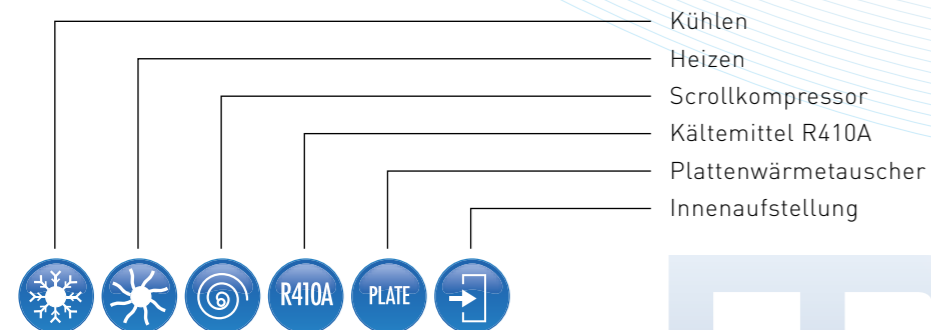 Kühlen
Heizen
Scrollkompressor
Kältemittel R410A
Plattenwärmetauscher
Innenaufstellung
R410A
PLATE